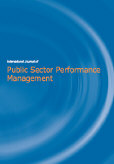 International Journal of
Public Sector Performance
Management